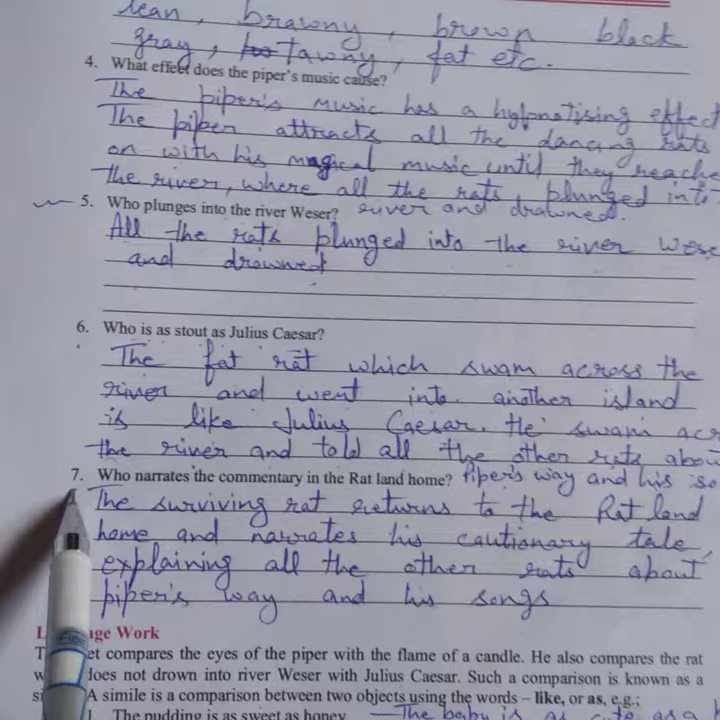 lean, brawny, brown black
gray, tawny, fat etc.
4. What effect does the piper's music cause?
The piper's music has a hypnotising effect
The piper attracts all the dancing rats
on with his magical music until they reache
the river, where all the rats plunged into
5. Who plunges into the river Weser? river and drowned.
All the rats plunged into the river Wese
and drowned
6. Who is as stout as Julius Caesar?
The fat rat which swam across the
river and went into another island
is like Julius Caesar. He swam acr
the river and told all the other rats abou
7. Who narrates the commentary in the Rat land home? Piper's way and his so
The surviving rat returns to the Rat land
home and narrates his cautionary tale,
explaining all the other rats about
piper's way and his songs
L age Work
T et compares the eyes of the piper with the flame of a candle. He also compares the rat
w does not drown into river Weser with Julius Caesar. Such a comparison is known as a
si A simile is a comparison between two objects using the words – like, or as, e.g.;
1. The pudding is as sweet as honey — The baby is as to as a